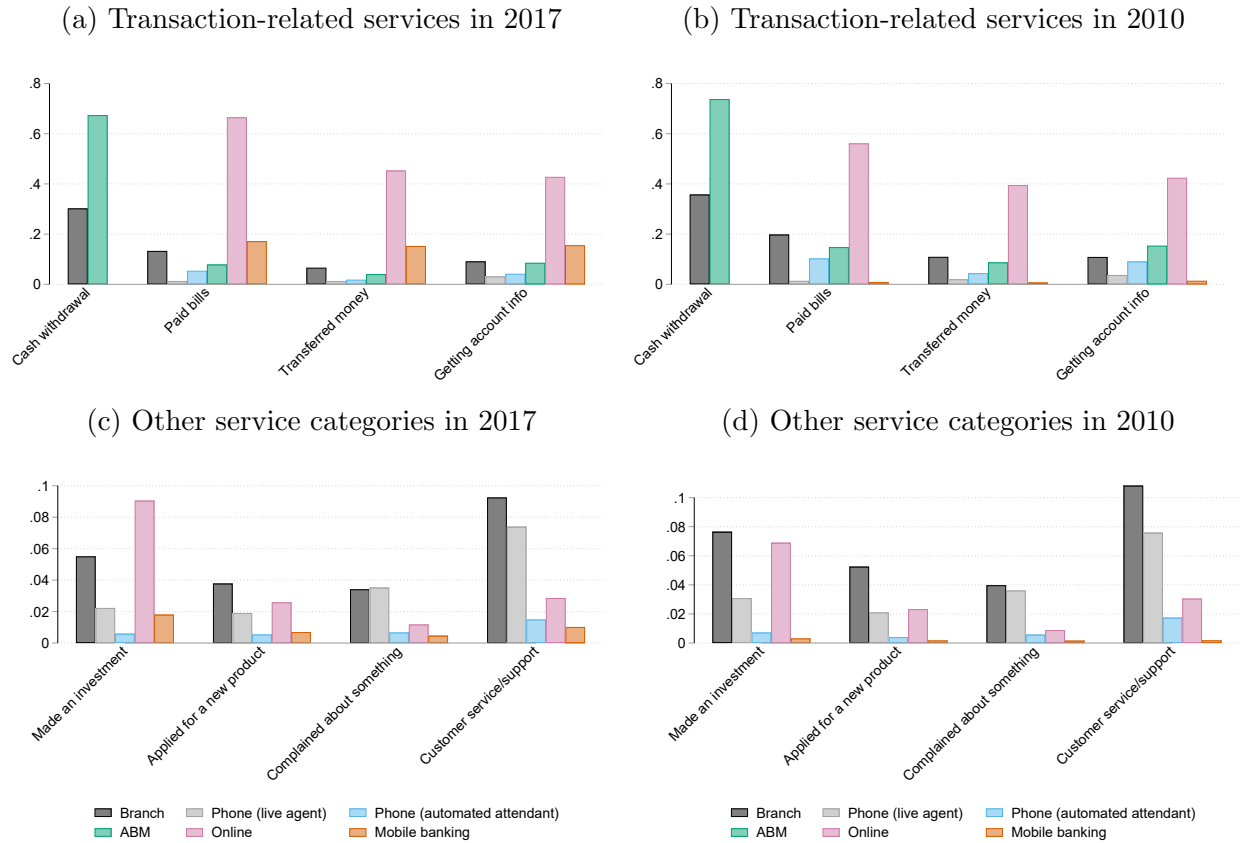 (a) Transaction-related services in 2017
.8
.6
.4
.2
0
Cash withdrawal
Paid bills
Transferred money
Getting account info
(b) Transaction-related services in 2010
.8
.6
.4
.2
0
Cash withdrawal
Paid bills
Transferred money
Getting account info
(c) Other service categories in 2017
.1
.08
.06
.04
.02
0
Made an investment
Applied for a new product
Complained about something
Customer service/support
(d) Other service categories in 2010
.1
.08
.06
.04
.02
0
Made an investment
Applied for a new product
Complained about something
Customer service/support
Branch Phone (live agent) Phone (automated attendant)
ABM Online Mobile banking
Branch Phone (live agent) Phone (automated attendant)
ABM Online Mobile banking